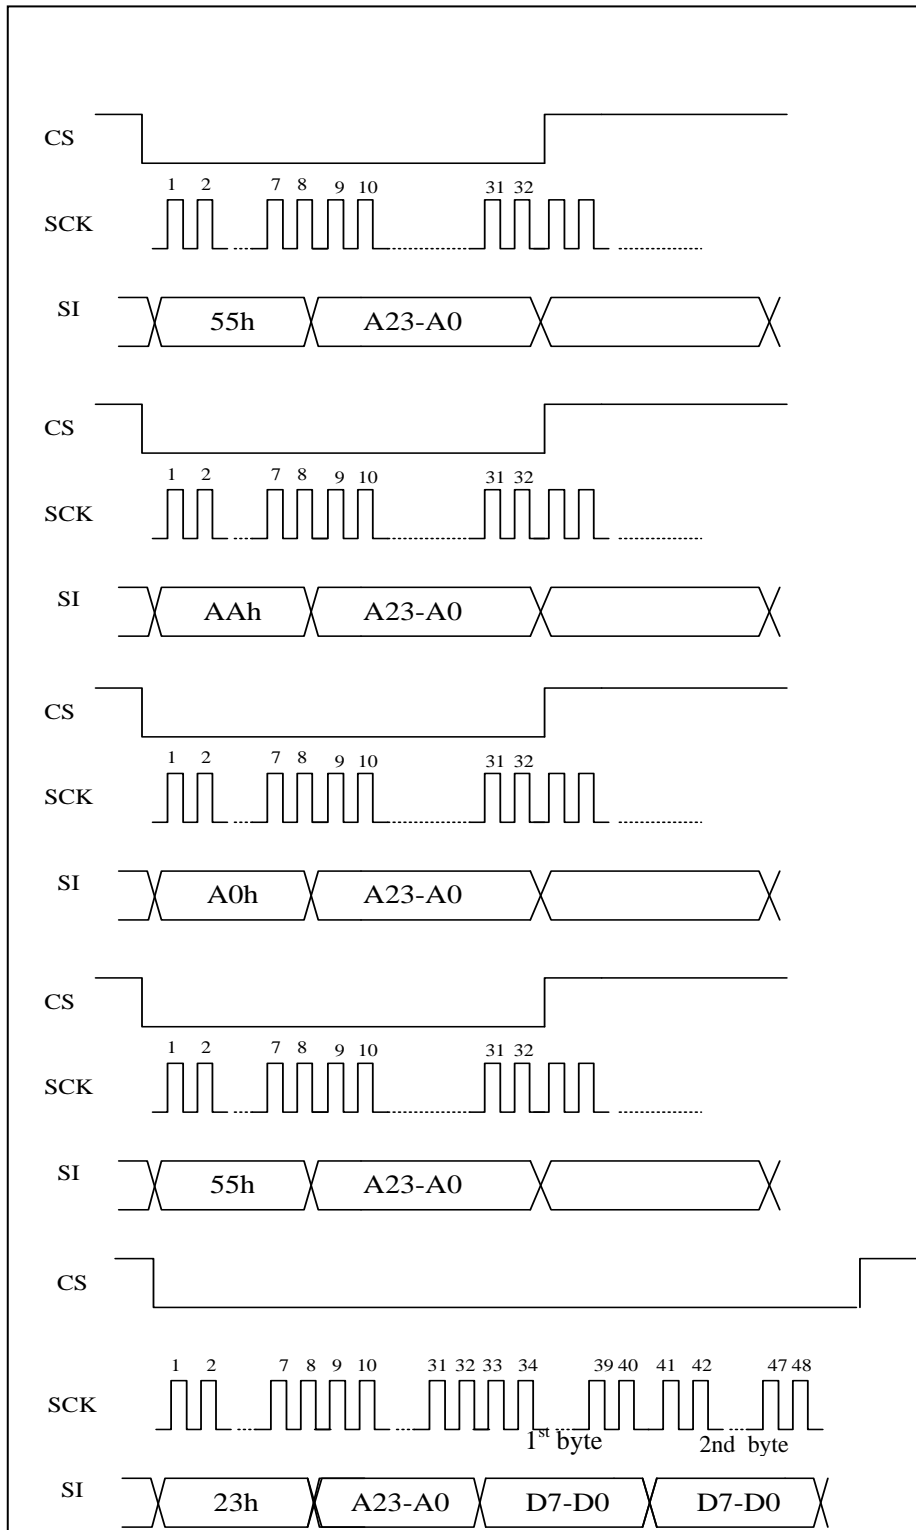 CS
1 2 7 8 9 10 31 32
SCK
SI 55h A23-A0
CS
1 2 7 8 9 10 31 32
SCK
SI AAh A23-A0
CS
1 2 7 8 9 10 31 32
SCK
SI A0h A23-A0
CS
1 2 7 8 9 10 31 32
SCK
SI 55h A23-A0
CS
1 2 7 8 9 10 31 32 33 34 39 40 41 42 47 48
SCK
1st byte 2nd byte
SI 23h A23-A0 D7-D0 D7-D0